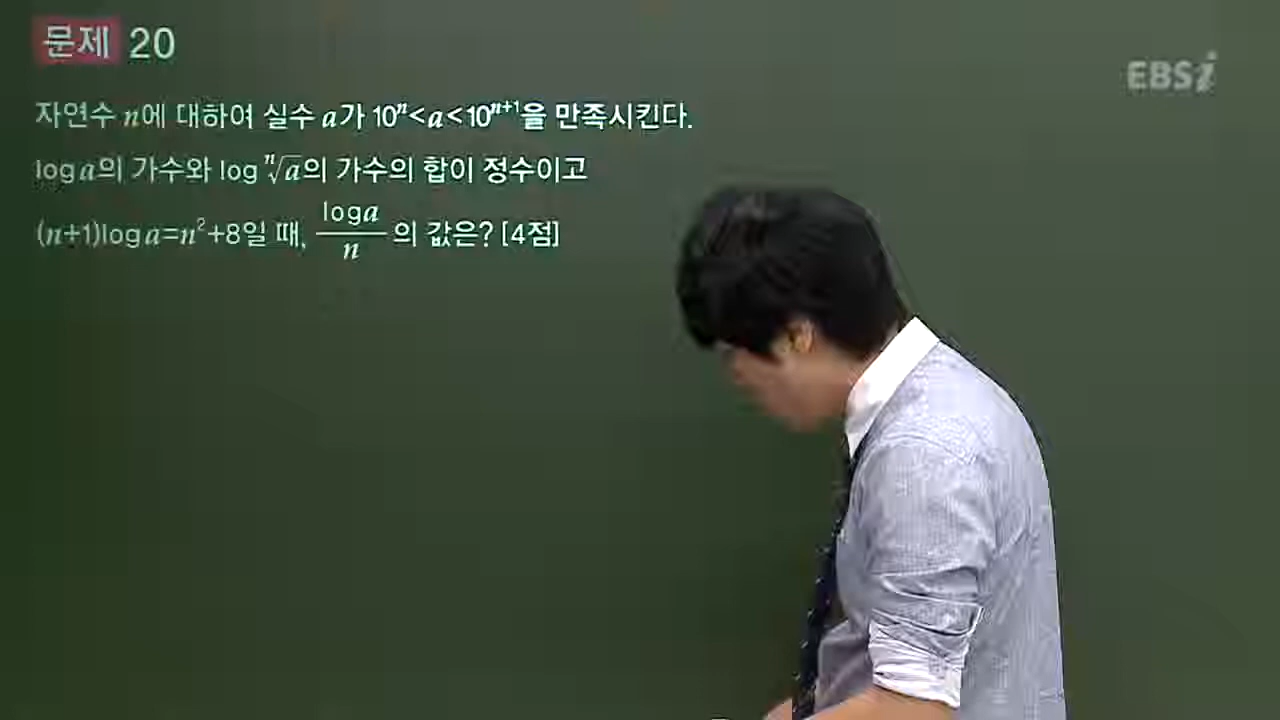 문제 20
EBSi
자연수 n에 대하여 실수 a가 10ⁿ<a<10ⁿ⁺¹을 만족시킨다.
log a의 가수와 log ⁿ√a의 가수의 합이 정수이고
(n+1)log a=n²+8일 때, log a/n 의 값은? [4점]